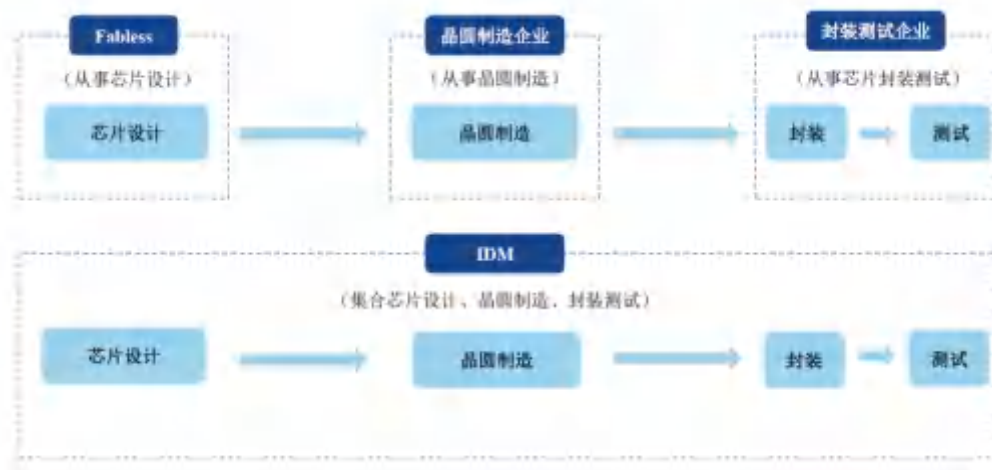 Fabless
晶圆制造企业
封装测试企业
（从事芯片设计）
（从事晶圆制造）
（从事芯片封装测试）
芯片设计
晶圆制造
封装
测试
IDM
（集合芯片设计、晶圆制造、封装测试）
芯片设计
晶圆制造
封装
测试